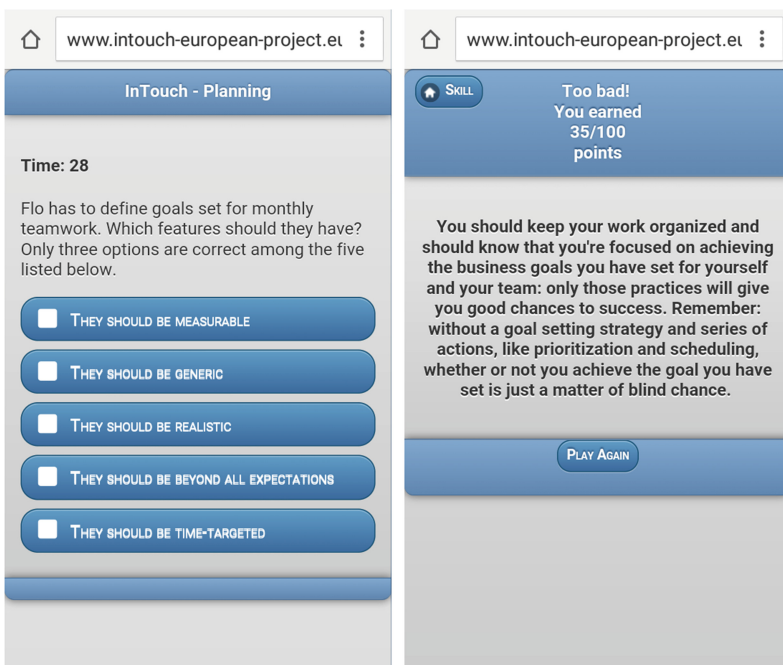 www.intouch-european-project.eu
InTouch - Planning
Time: 28
Flo has to define goals set for monthly
teamwork. Which features should they have?
Only three options are correct among the five
listed below.
They should be measurable
They should be generic
They should be realistic
They should be beyond all expectations
They should be time-targeted
www.intouch-european-project.eu
Skill
Too bad!
You earned
35/100
points
You should keep your work organized and
should know that you're focused on achieving
the business goals you have set for yourself
and your team: only those practices will give
you good chances to success. Remember:
without a goal setting strategy and series of
actions, like prioritization and scheduling,
whether or not you achieve the goal you have
set is just a matter of blind chance.
Play Again